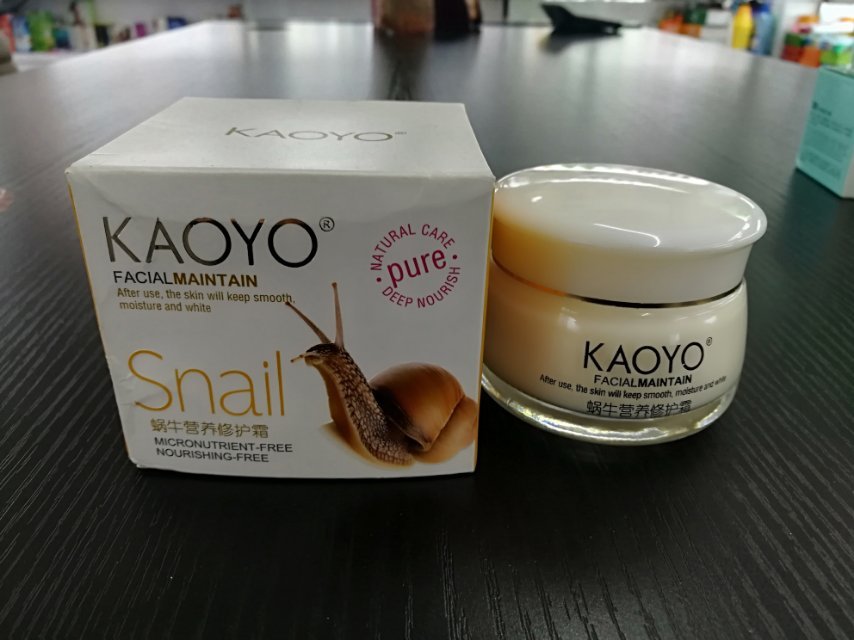 KAOYO®
KAOYO®
FACIALMAINTAIN
After use, the skin will keep smooth,
moisture and white
NATURAL CARE
pure
DEEP NOURISH
Snail
蜗牛营养修护霜
MICRONUTRIENT-FREE
NOURISHING-FREE
KAOYO®
FACIALMAINTAIN
After use, the skin will keep smooth, moisture and white
蜗牛营养修护霜